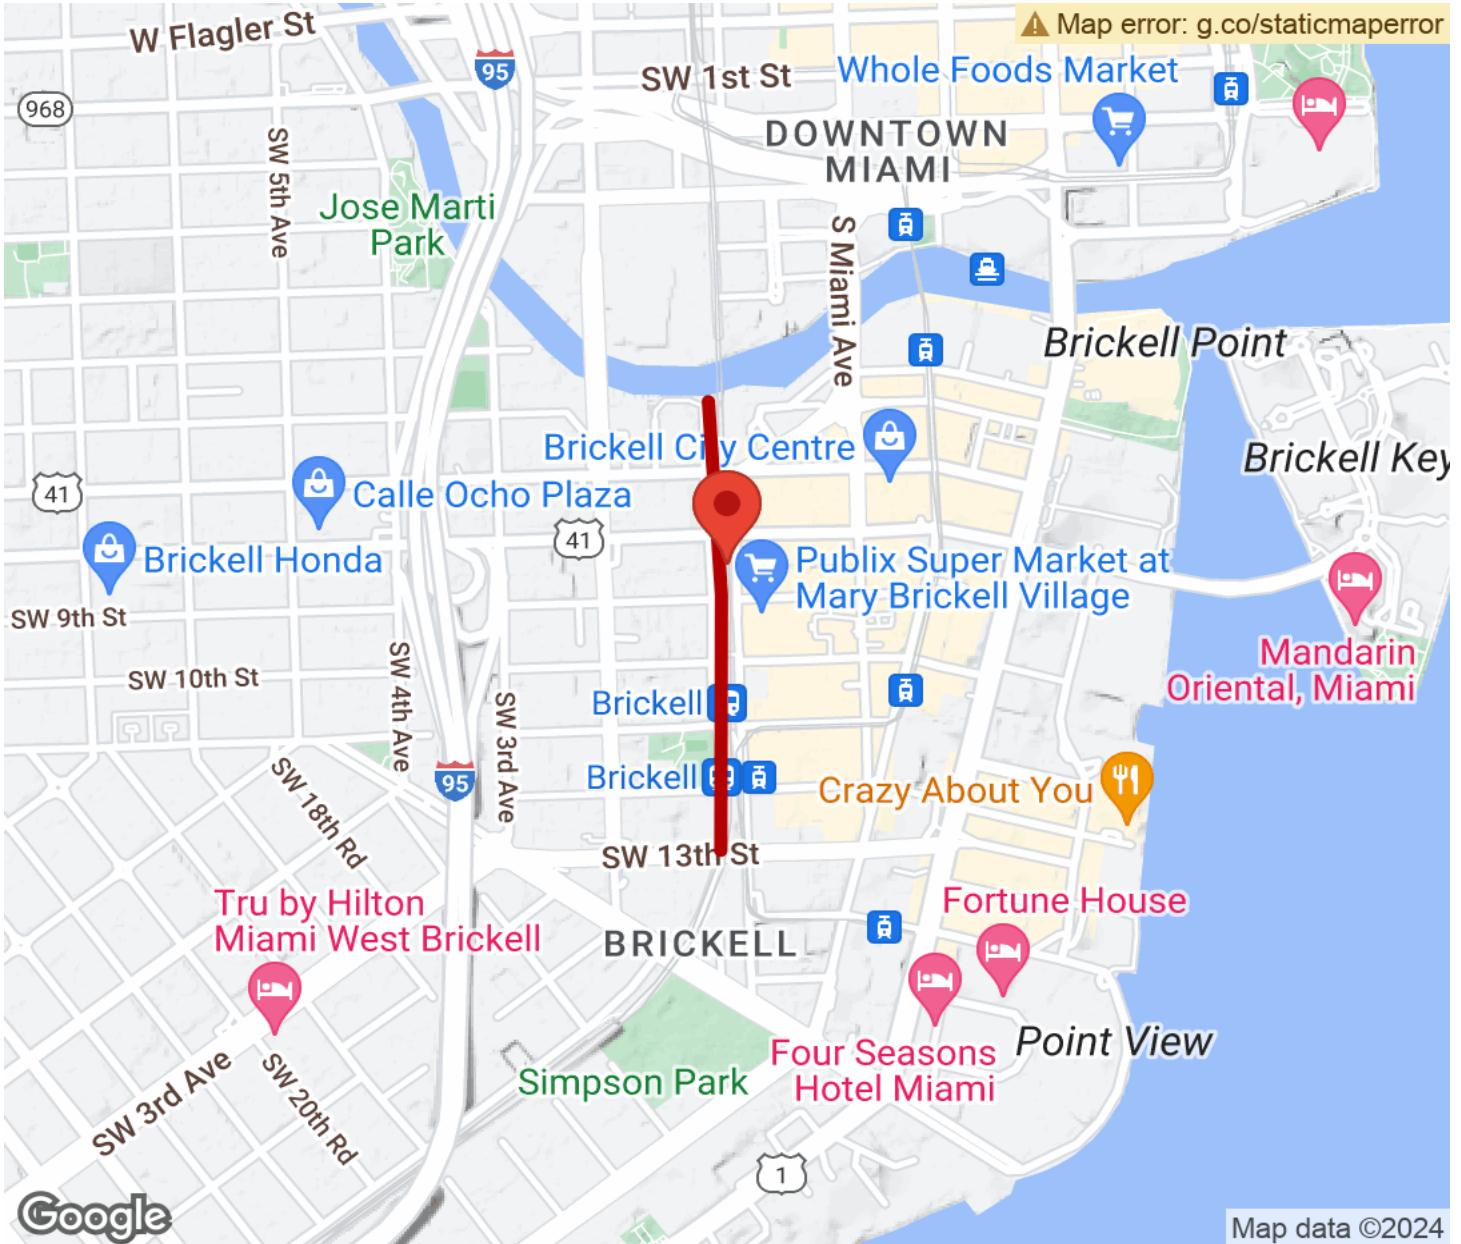 W Flagler St
Map error: g.co/staticmaperror
95
SW 1st St
Whole Foods Market
968
DOWNTOWN
MIAMI
SW 5th Ave
Jose Marti
Park
S Miami Ave
Brickell Point
Brickell City Centre
Brickell Key
41
Calle Ocho Plaza
41
Brickell Honda
Publix Super Market at
Mary Brickell Village
SW 9th St
SW 10th St
SW 4th Ave
Mandarin
Oriental, Miami
Brickell
SW 3rd Ave
Brickell
95
Crazy About You
SW 18th Rd
SW 13th St
Tru by Hilton
Miami West Brickell
Fortune House
BRICKELL
Point View
Four Seasons
Hotel Miami
Simpson Park
SW 3rd Ave
SW 20th Rd
1
Google
Map data ©2024